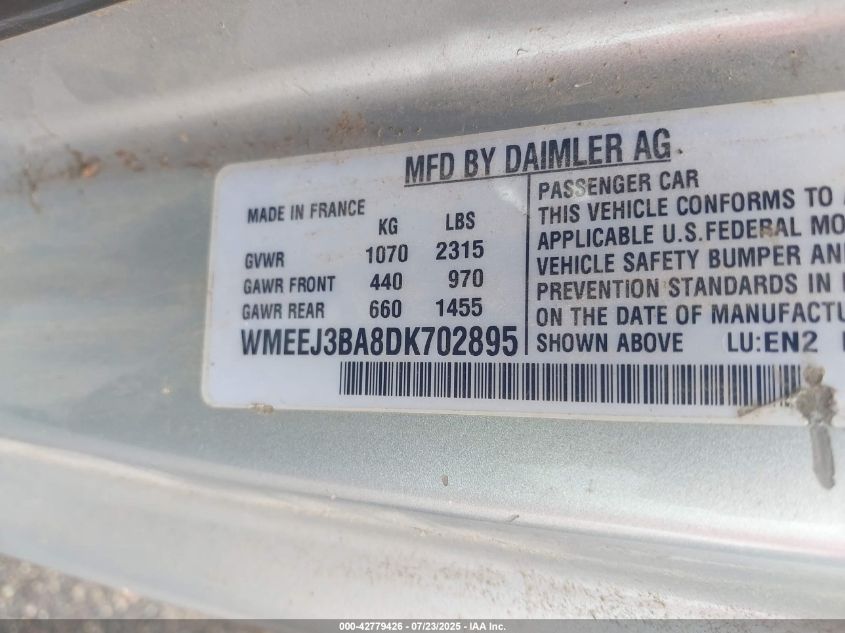 MFD BY DAIMLER AG
MADE IN FRANCE
KG LBS
GVWR 1070 2315
GAWR FRONT 440 970
GAWR REAR 660 1455
WMEEJ3BA8DK702895
PASSENGER CAR
THIS VEHICLE CONFORMS TO
APPLICABLE U.S.FEDERAL MO
VEHICLE SAFETY BUMPER AN
PREVENTION STANDARDS IN
ON THE DATE OF MANUFACTU
SHOWN ABOVE LU:EN2
000-42779426 - 07/23/2025 - IAA Inc.